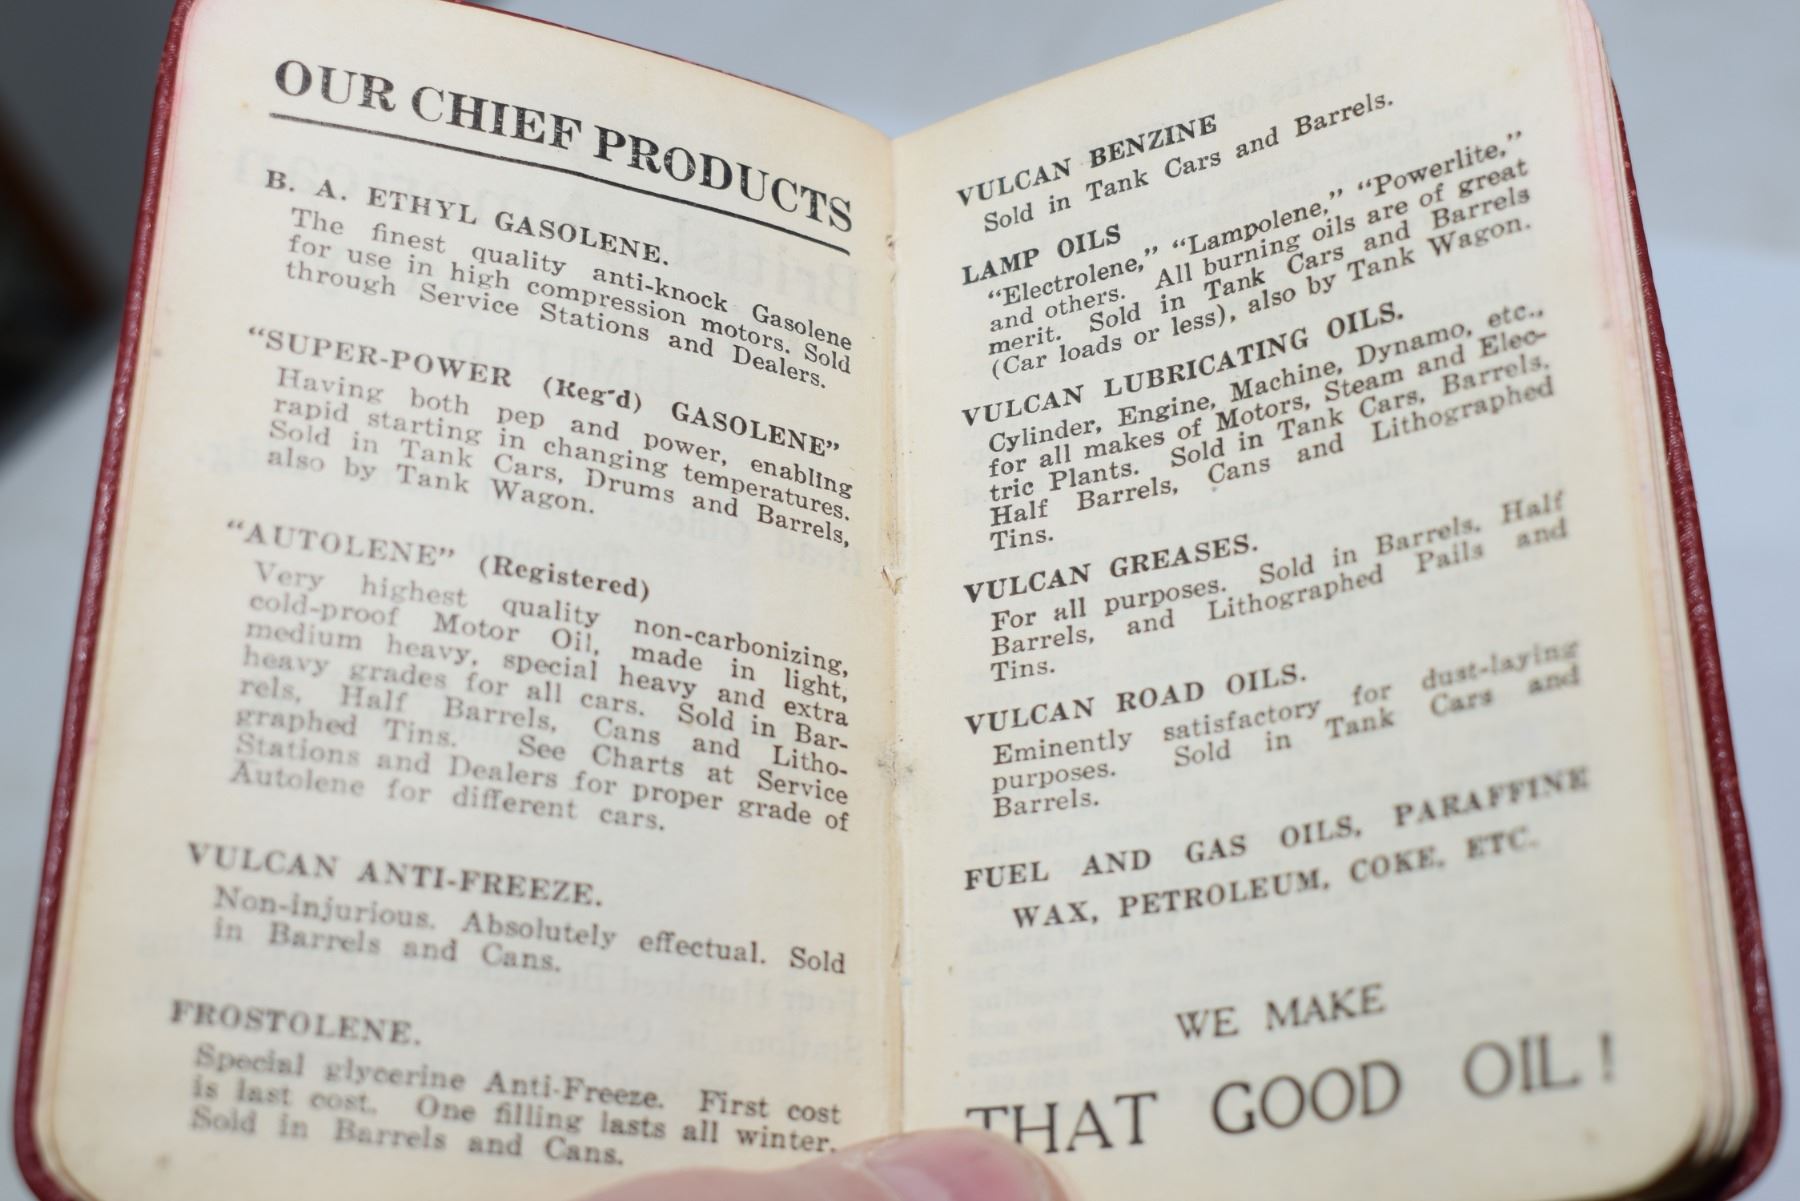 OUR CHIEF PRODUCTS
B. A. ETHYL GASOLENE.
The finest quality anti-knock Gasolene
for use in high compression motors. Sold
through Service Stations and Dealers.
"SUPER-POWER (Reg'd) GASOLENE"
Having both pep and power, enabling
rapid starting in changing temperatures.
Sold in Tank Cars, Drums and Barrels,
also by Tank Wagon.
"AUTOLENE" (Registered)
Very highest quality non-carbonizing,
cold-proof Motor Oil, made in light,
medium heavy, special heavy and extra
heavy grades for all cars. Sold in Bar-
rels, Half Barrels, Cans and Litho-
graphed Tins. See Charts at Service
Stations and Dealers for proper grade of
Autolene for different cars.
VULCAN ANTI-FREEZE.
Non-injurious. Absolutely effectual. Sold
in Barrels and Cans.
FROSTOLENE.
Special glycerine Anti-Freeze. First cost
is last cost. One filling lasts all winter.
Sold in Barrels and Cans.
VULCAN BENZINE
Sold in Tank Cars and Barrels.
LAMP OILS
"Electrolene," "Lampolene," "Powerlite,"
and others. All burning oils are of great
merit. Sold in Tank Cars and Barrels
(Car loads or less), also by Tank Wagon.
VULCAN LUBRICATING OILS.
Cylinder, Engine, Machine, Dynamo, etc.,
for all makes of Motors, Steam and Elec-
tric Plants. Sold in Tank Cars, Barrels,
Half Barrels, Cans and Lithographed
Tins.
VULCAN GREASES.
For all purposes. Sold in Barrels. Half
Barrels, and Lithographed Pails and
Tins.
VULCAN ROAD OILS.
Eminently satisfactory for dust-laying
purposes. Sold in Tank Cars and
Barrels.
FUEL AND GAS OILS, PARAFFINE
WAX, PETROLEUM, COKE, ETC.
WE MAKE
THAT GOOD OIL!